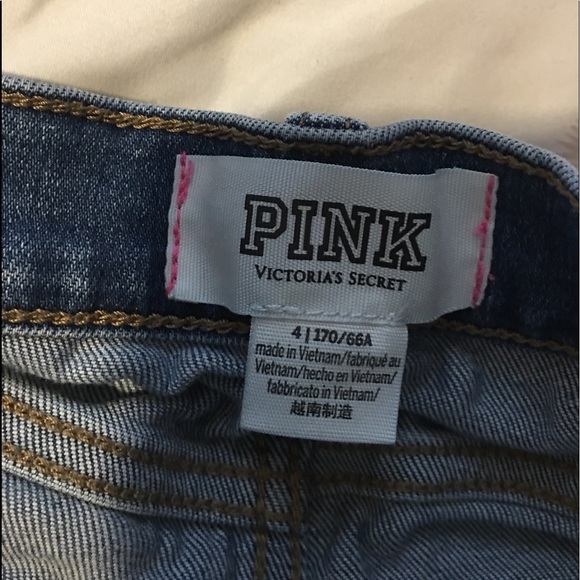 PINK
VICTORIA'S SECRET
4 | 170/66A
made in Vietnam/fabriqué au
Vietnam/hecho en Vietnam/
fabbricato in Vietnam/
越南制造